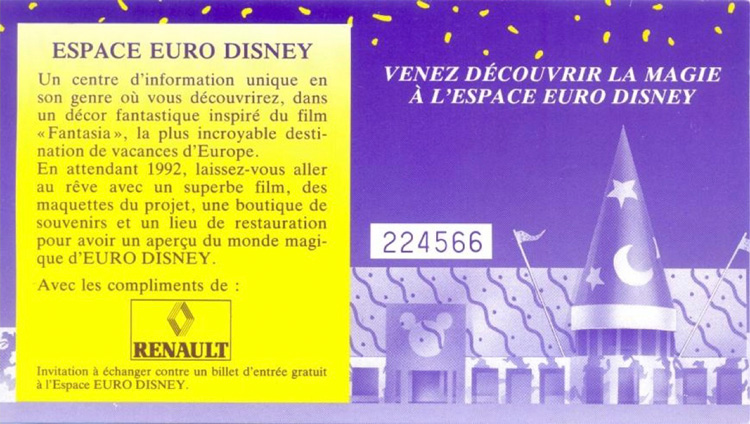 ESPACE EURO DISNEY
Un centre d'information unique en
son genre où vous découvrirez, dans
un décor fantastique inspiré du film
«Fantasia», la plus incroyable desti-
nation de vacances d'Europe.
En attendant 1992, laissez-vous aller
au rêve avec un superbe film, des
maquettes du projet, une boutique de
souvenirs et un lieu de restauration
pour avoir un aperçu du monde magi-
que d'EURO DISNEY.
Avec les compliments de :
RENAULT
Invitation à échanger contre un billet d'entrée gratuit
à l'Espace EURO DISNEY.
VENEZ DÉCOUVRIR LA MAGIE
À L'ESPACE EURO DISNEY
224566